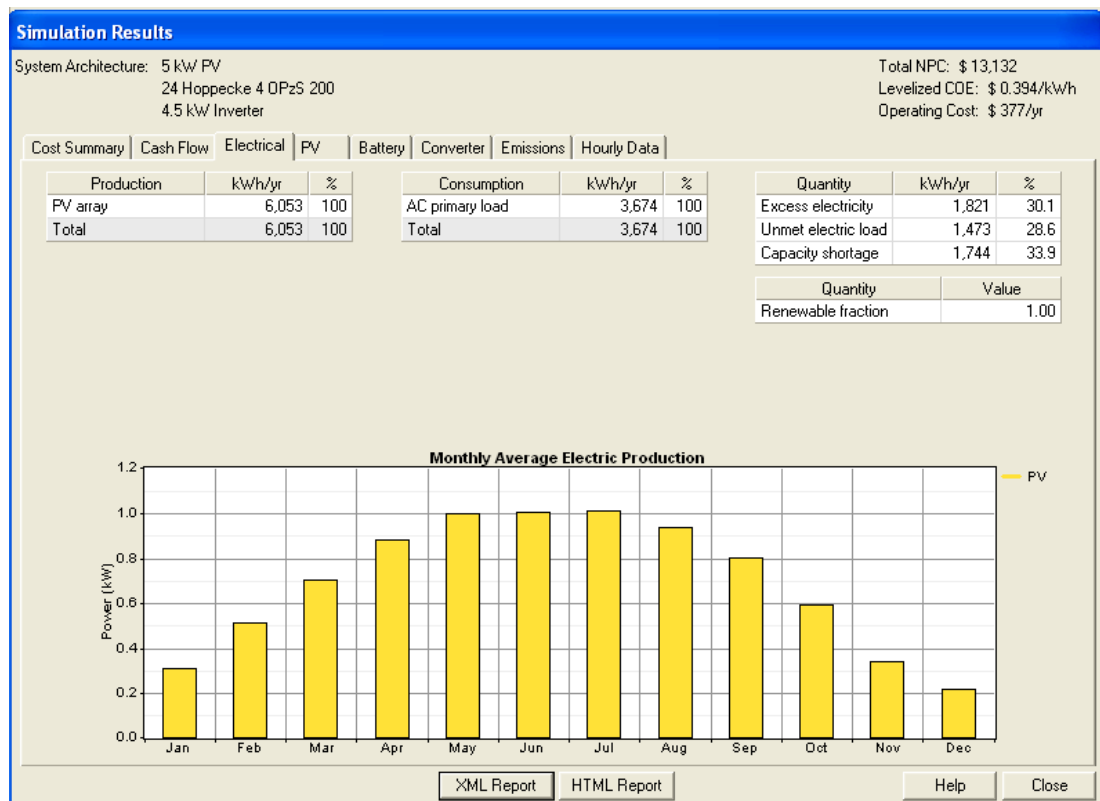 Simulation Results
System Architecture: 5 kW PV
24 Hoppecke 4 OPzS 200
4.5 kW Inverter
Total NPC: $ 13,132
Levelized COE: $ 0.394/kWh
Operating Cost: $ 377/yr
Cost Summary Cash Flow Electrical PV Battery Converter Emissions Hourly Data
Production kWh/yr %
PV array 6,053 100
Total 6,053 100
Consumption kWh/yr %
AC primary load 3,674 100
Total 3,674 100
Quantity kWh/yr %
Excess electricity 1,821 30.1
Unmet electric load 1,473 28.6
Capacity shortage 1,744 33.9
Quantity Value
Renewable fraction 1.00
Monthly Average Electric Production
1.2
1.0
0.8
0.6
0.4
0.2
0.0
Power (kW)
PV
Jan Feb Mar Apr May Jun Jul Aug Sep Oct Nov Dec
XML Report HTML Report Help Close